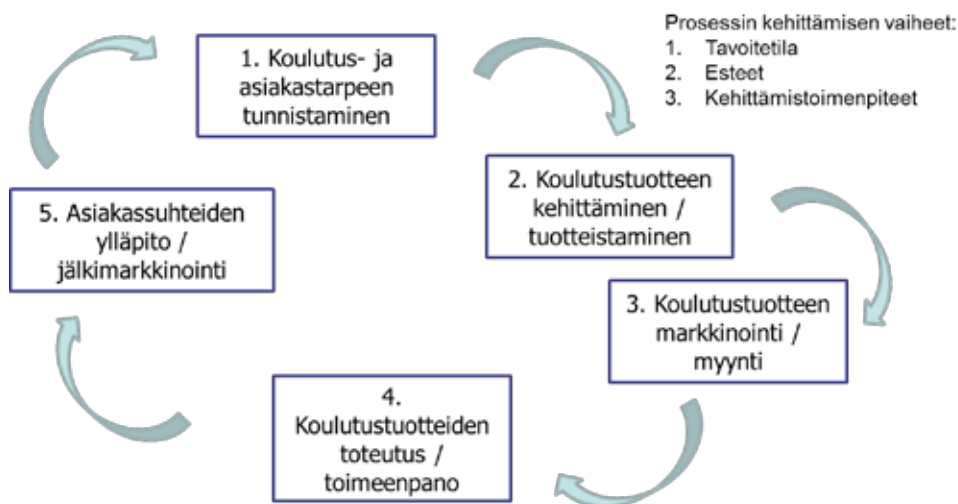 Prosessin kehittämisen vaiheet:
1. Tavoitetila
2. Esteet
3. Kehittämistoimenpiteet
1. Koulutus- ja
asiakastarpeen
tunnistaminen
2. Koulutustuotteen
kehittäminen /
tuotteistaminen
3. Koulutustuotteen
markkinointi /
myynti
4.
Koulutustuotteiden
toteutus /
toimeenpano
5. Asiakassuhteiden
ylläpito /
jälkimarkkinointi